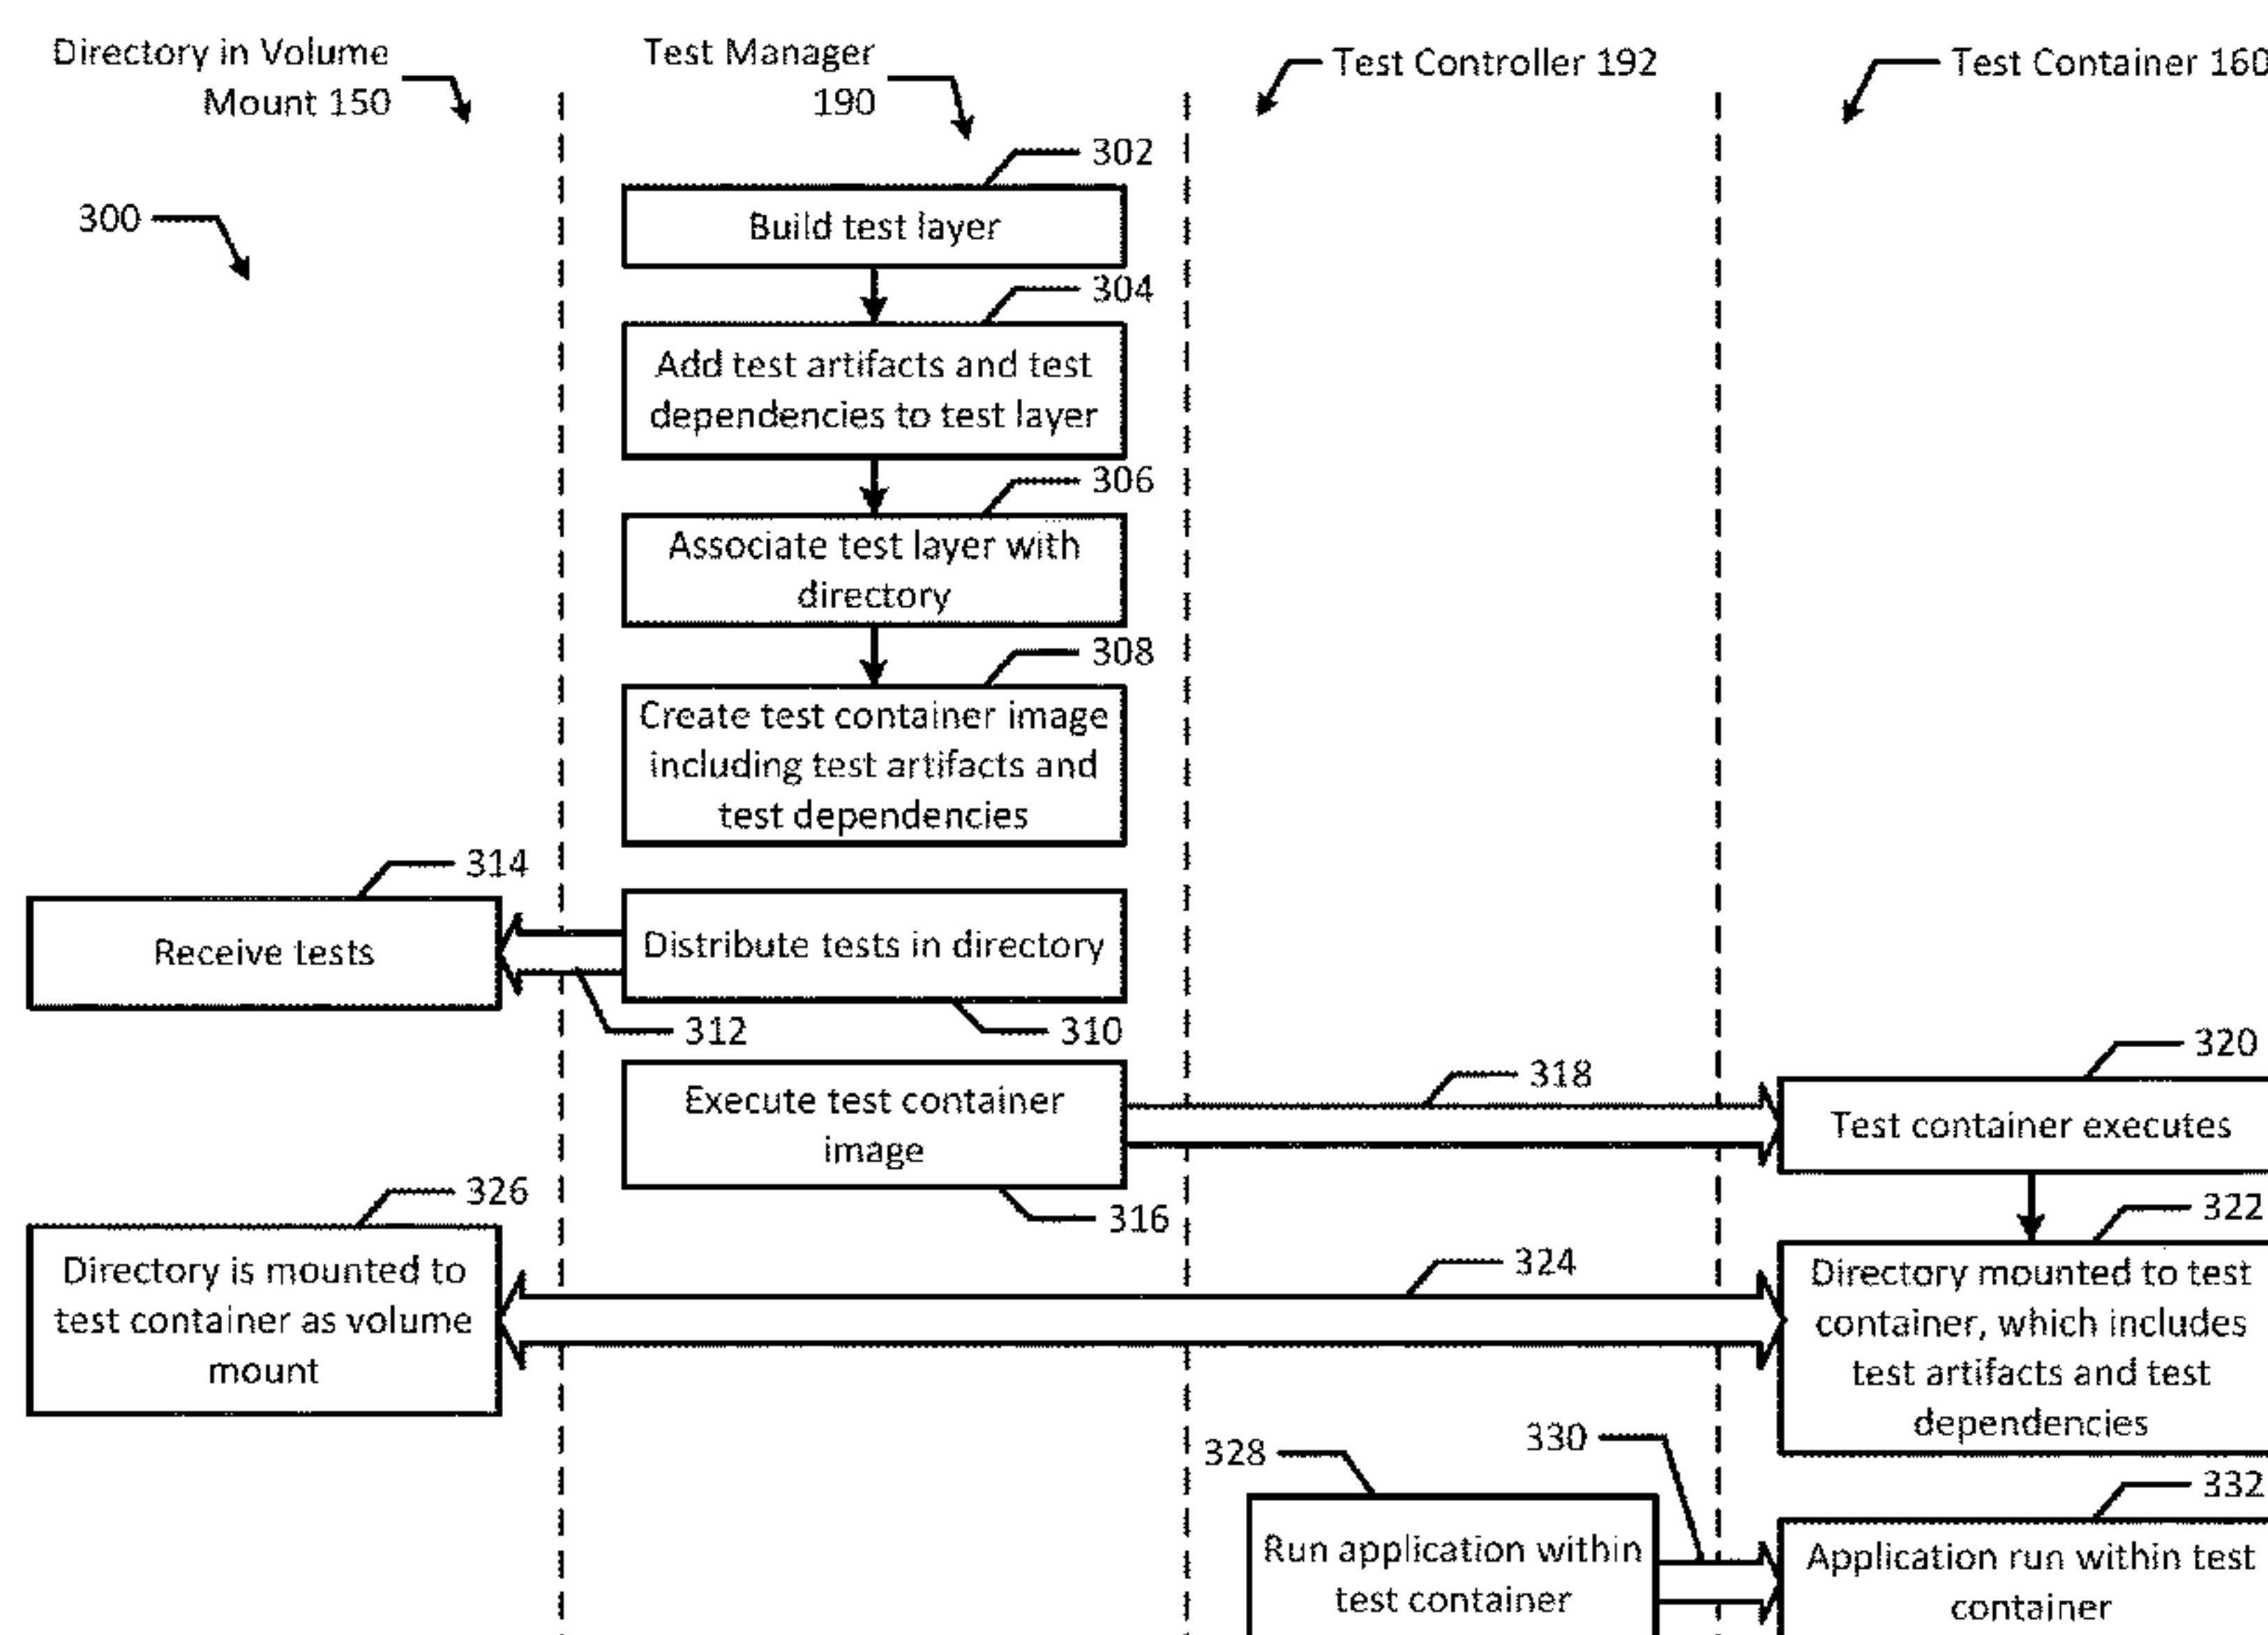 Directory in Volume
Mount 150
Test Manager
190
Test Controller 192
Test Container 160
300
302
Build test layer
304
Add test artifacts and test
dependencies to test layer
306
Associate test layer with
directory
308
Create test container image
including test artifacts and
test dependencies
314
Receive tests
Distribute tests in directory
312
310
Execute test container
image
316
318
320
Test container executes
326
Directory is mounted to
test container as volume
mount
324
322
Directory mounted to test
container, which includes
test artifacts and test
dependencies
328
Run application within
test container
330
332
Application run within test
container